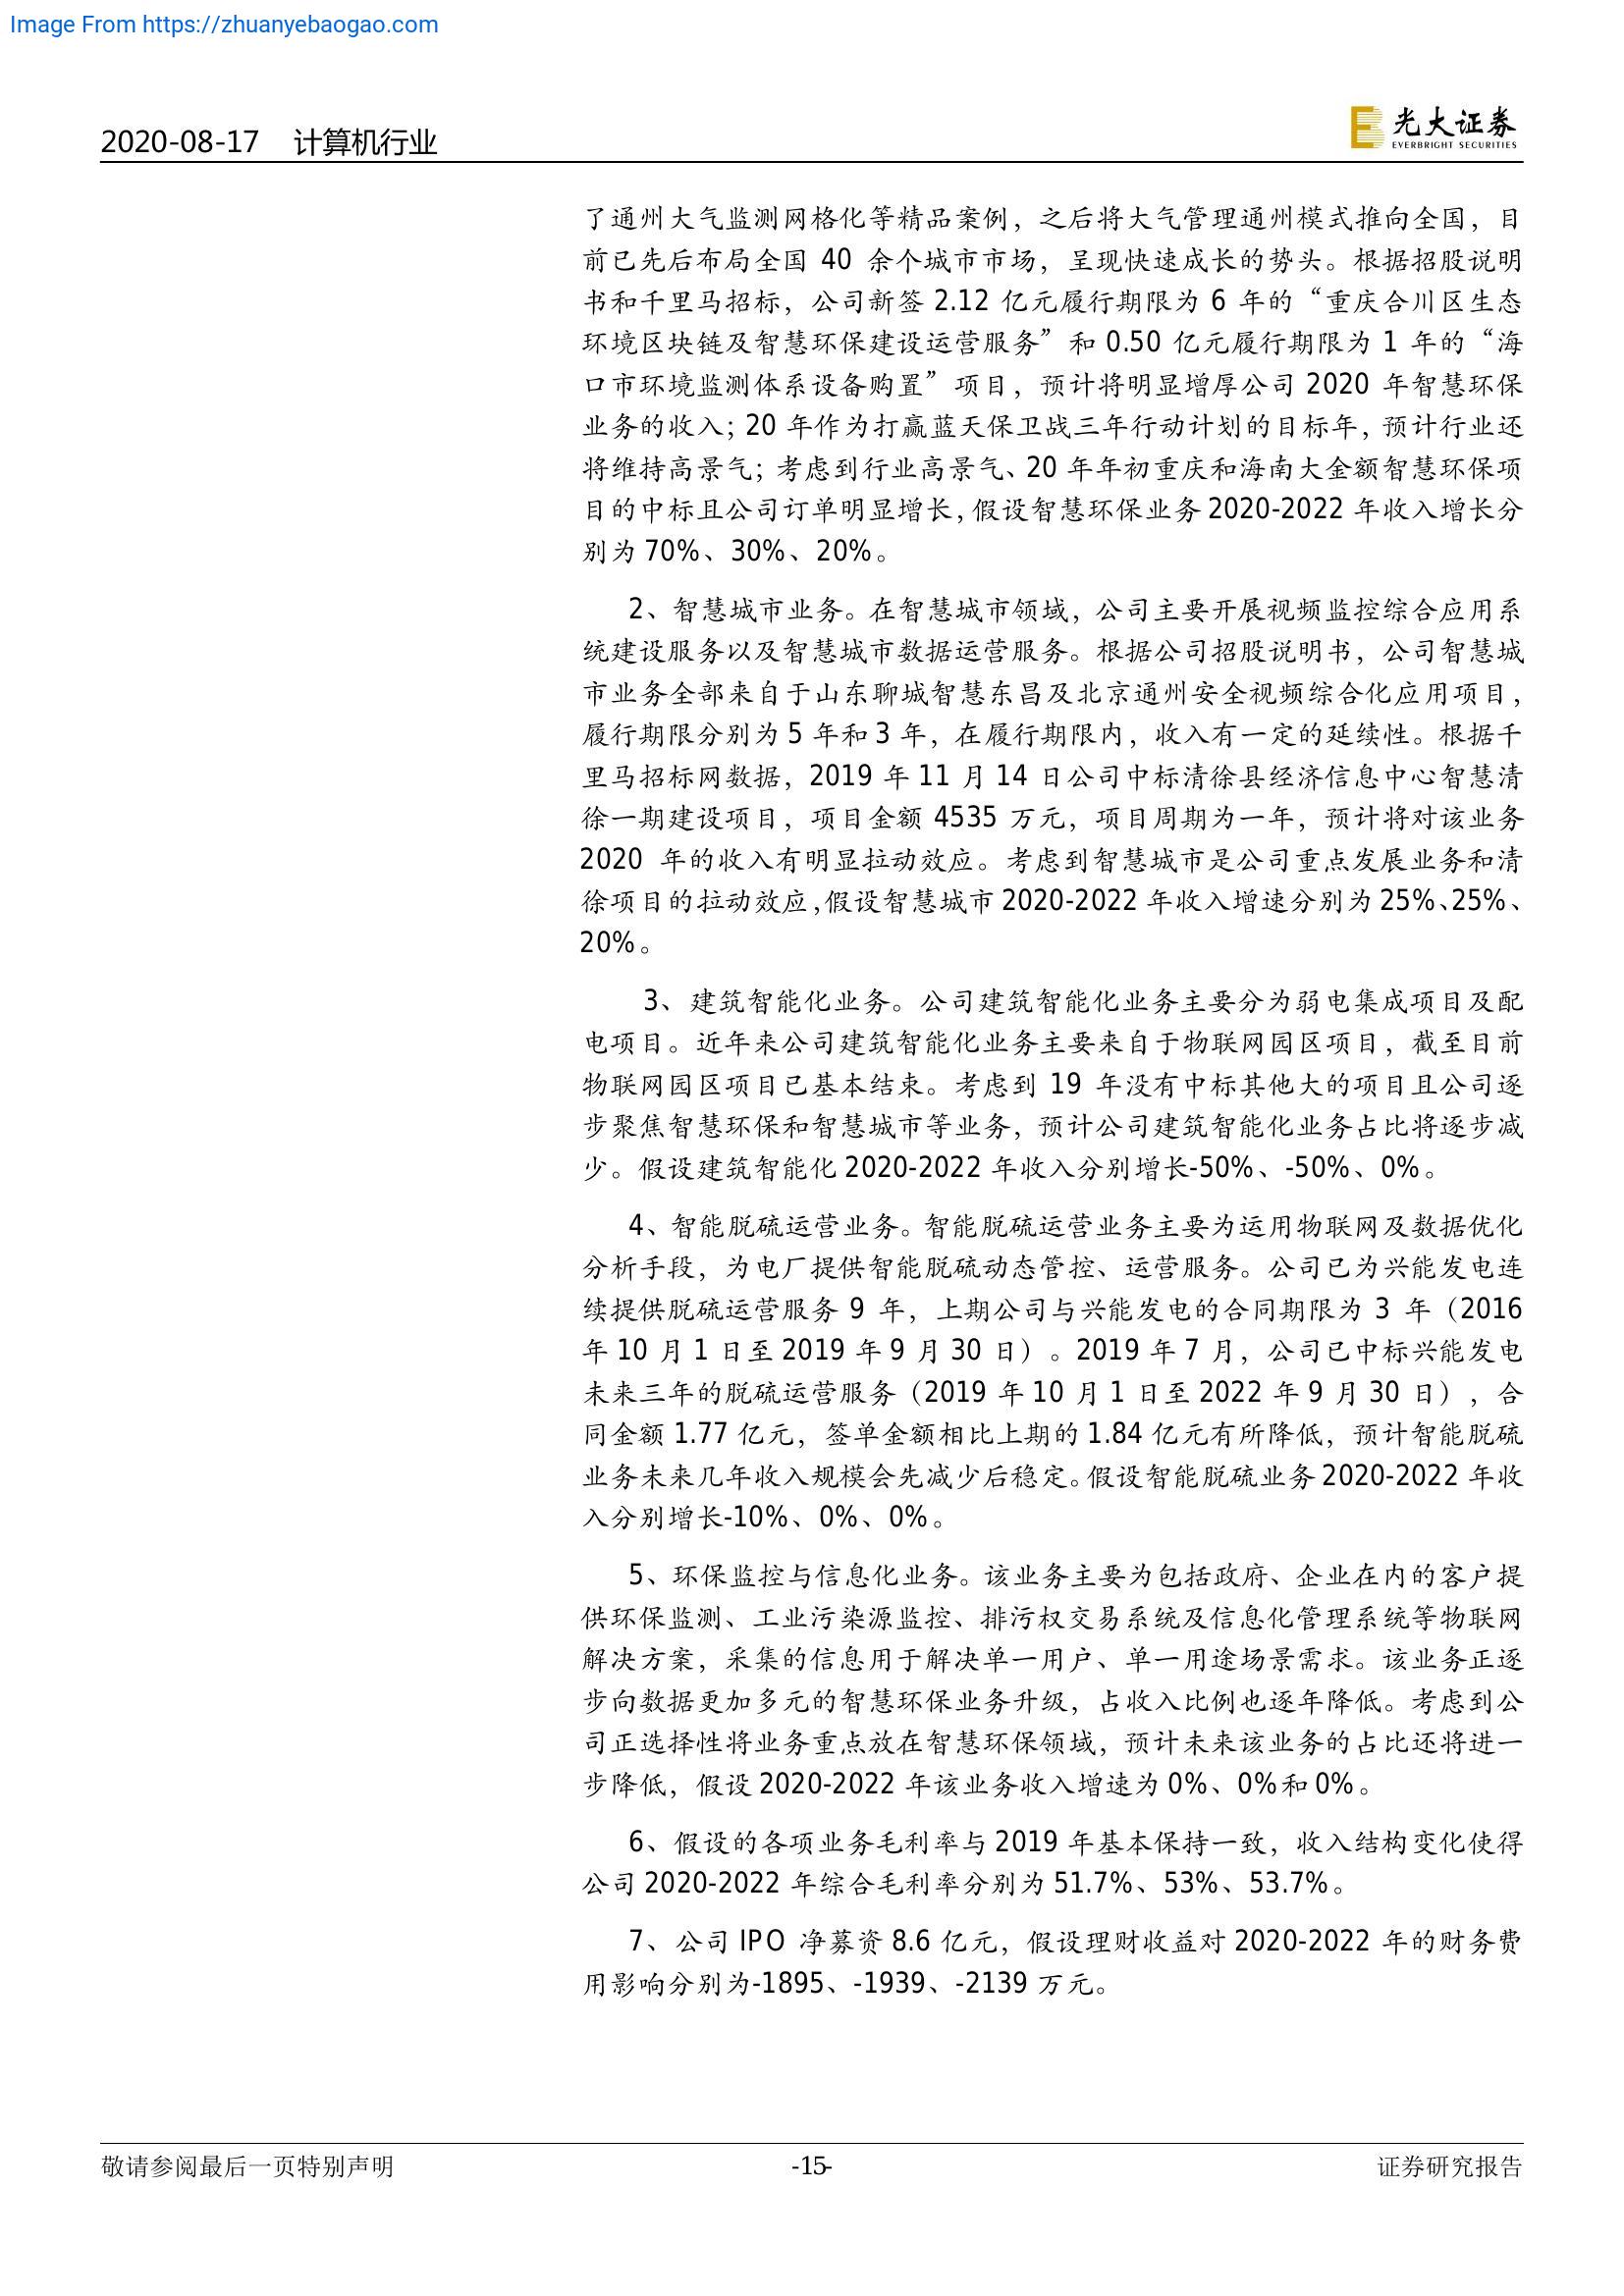 Image From https://zhuanyebaogao.com
2020-08-17 计算机行业
光大证券
EVERBRIGHT SECURITIES
了通州大气监测网格化等精品案例，之后将大气管理通州模式推向全国，目
前已先后布局全国 40 余个城市市场，呈现快速成长的势头。根据招股说明
书和千里马招标，公司新签 2.12 亿元履行期限为 6 年的“重庆合川区生态
环境区块链及智慧环保建设运营服务”和 0.50 亿元履行期限为 1 年的“海
口市环境监测体系设备购置”项目，预计将明显增厚公司 2020 年智慧环保
业务的收入；20 年作为打赢蓝天保卫战三年行动计划的目标年，预计行业还
将维持高景气；考虑到行业高景气、20 年年初重庆和海南大金额智慧环保项
目的中标且公司订单明显增长，假设智慧环保业务 2020-2022 年收入增长分
别为 70%、30%、20%。
2、智慧城市业务。在智慧城市领域，公司主要开展视频监控综合应用系
统建设服务以及智慧城市数据运营服务。根据公司招股说明书，公司智慧城
市业务全部来自于山东聊城智慧东昌及北京通州安全视频综合化应用项目，
履行期限分别为 5 年和 3 年，在履行期限内，收入有一定的延续性。根据千
里马招标网数据，2019 年 11 月 14 日公司中标清徐县经济信息中心智慧清
徐一期建设项目，项目金额 4535 万元，项目周期为一年，预计将对该业务
2020 年的收入有明显拉动效应。考虑到智慧城市是公司重点发展业务和清
徐项目的拉动效应，假设智慧城市 2020-2022 年收入增速分别为 25%、25%、
20%。
3、建筑智能化业务。公司建筑智能化业务主要分为弱电集成项目及配
电项目。近年来公司建筑智能化业务主要来自于物联网园区项目，截至目前
物联网园区项目已基本结束。考虑到 19 年没有中标其他大的项目且公司逐
步聚焦智慧环保和智慧城市等业务，预计公司建筑智能化业务占比将逐步减
少。假设建筑智能化 2020-2022 年收入分别增长-50%、-50%、0%。
4、智能脱硫运营业务。智能脱硫运营业务主要为运用物联网及数据优化
分析手段，为电厂提供智能脱硫动态管控、运营服务。公司已为兴能发电连
续提供脱硫运营服务 9 年，上期公司与兴能发电的合同期限为 3 年（2016
年 10 月 1 日至 2019 年 9 月 30 日）。2019 年 7 月，公司已中标兴能发电
未来三年的脱硫运营服务（2019 年 10 月 1 日至 2022 年 9 月 30 日），合
同金额 1.77 亿元，签单金额相比上期的 1.84 亿元有所降低，预计智能脱硫
业务未来几年收入规模会先减少后稳定。假设智能脱硫业务 2020-2022 年收
入分别增长-10%、0%、0%。
5、环保监控与信息化业务。该业务主要为包括政府、企业在内的客户提
供环保监测、工业污染源监控、排污权交易系统及信息化管理系统等物联网
解决方案，采集的信息用于解决单一用户、单一用途场景需求。该业务正逐
步向数据更加多元的智慧环保业务升级，占收入比例也逐年降低。考虑到公
司正选择性将业务重点放在智慧环保领域，预计未来该业务的占比还将进一
步降低，假设 2020-2022 年该业务收入增速为 0%、0%和 0%。
6、假设的各项业务毛利率与 2019 年基本保持一致，收入结构变化使得
公司 2020-2022 年综合毛利率分别为 51.7%、53%、53.7%。
7、公司 IPO 净募资 8.6 亿元，假设理财收益对 2020-2022 年的财务费
用影响分别为-1895、-1939、-2139 万元。
敬请参阅最后一页特别声明
-15-
证券研究报告